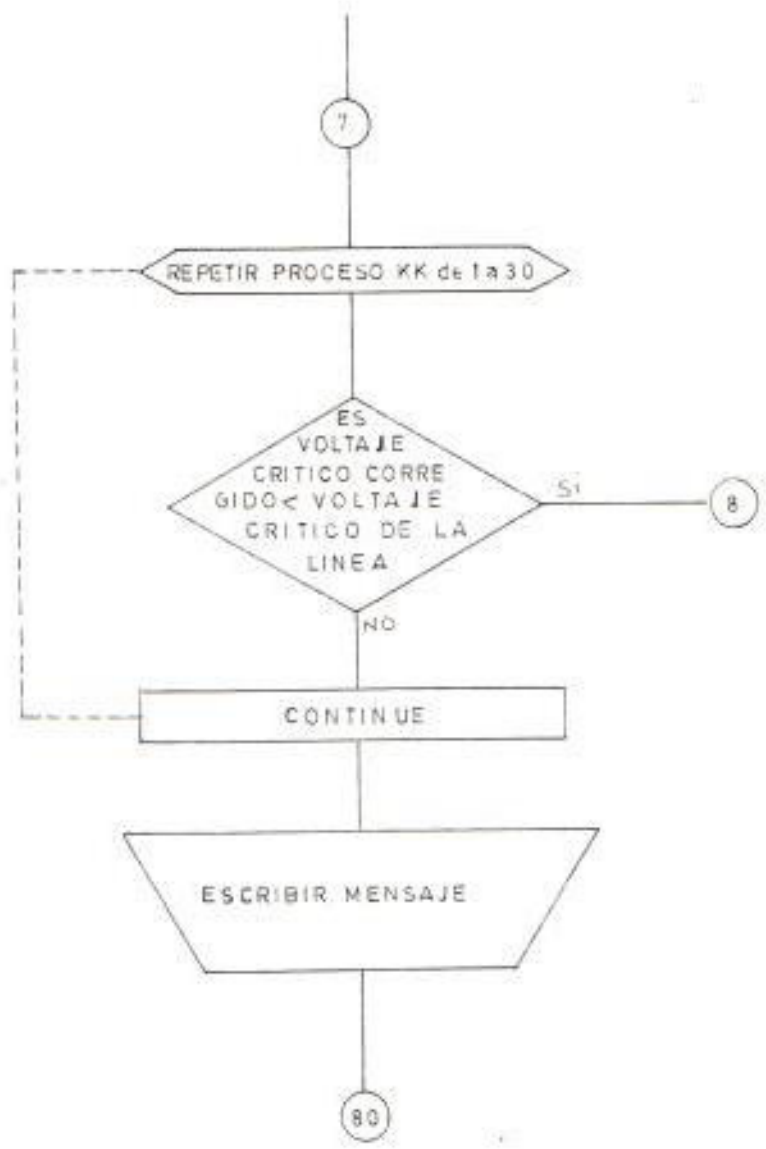 7
REPETIR PROCESO KK de 1 a 30
ES
VOLTAJE
CRITICO CORRE
GIDO < VOLTAJE
CRITICO DE LA
LINEA
Si
8
NO
CONTINUE
ESCRIBIR MENSAJE
80